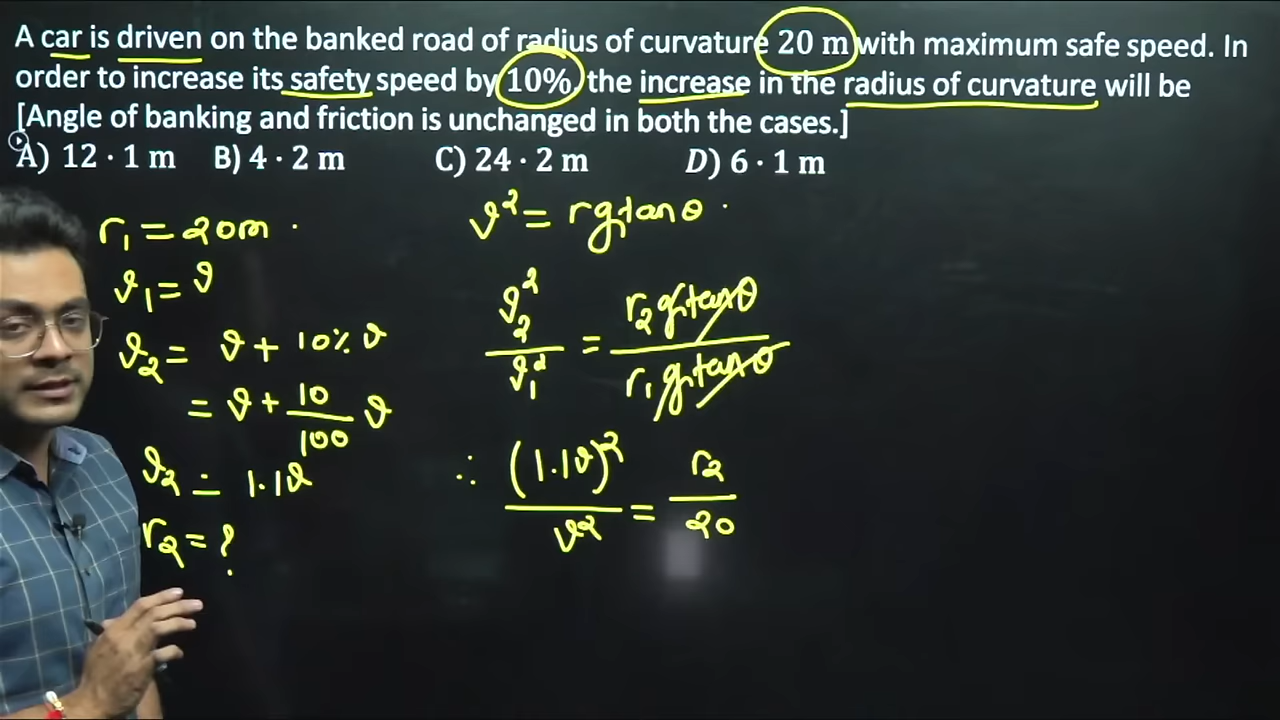 A car is driven on the banked road of radius of curvature 20 m with maximum safe speed. In
order to increase its safety speed by 10%, the increase in the radius of curvature will be
[Angle of banking and friction is unchanged in both the cases.]
A) 12 · 1 m B) 4 · 2 m C) 24 · 2 m D) 6 · 1 m
r₁ = 20m .
v₁ = v
v₂ = v + 10% v
= v + 10/100 v
v₂ = 1.1v
r₂ = ?
v² = rg tanθ .
v₂²/v₁² = r₂ g tanθ / r₁ g tanθ
∴ (1.1v)²/v² = r₂/20